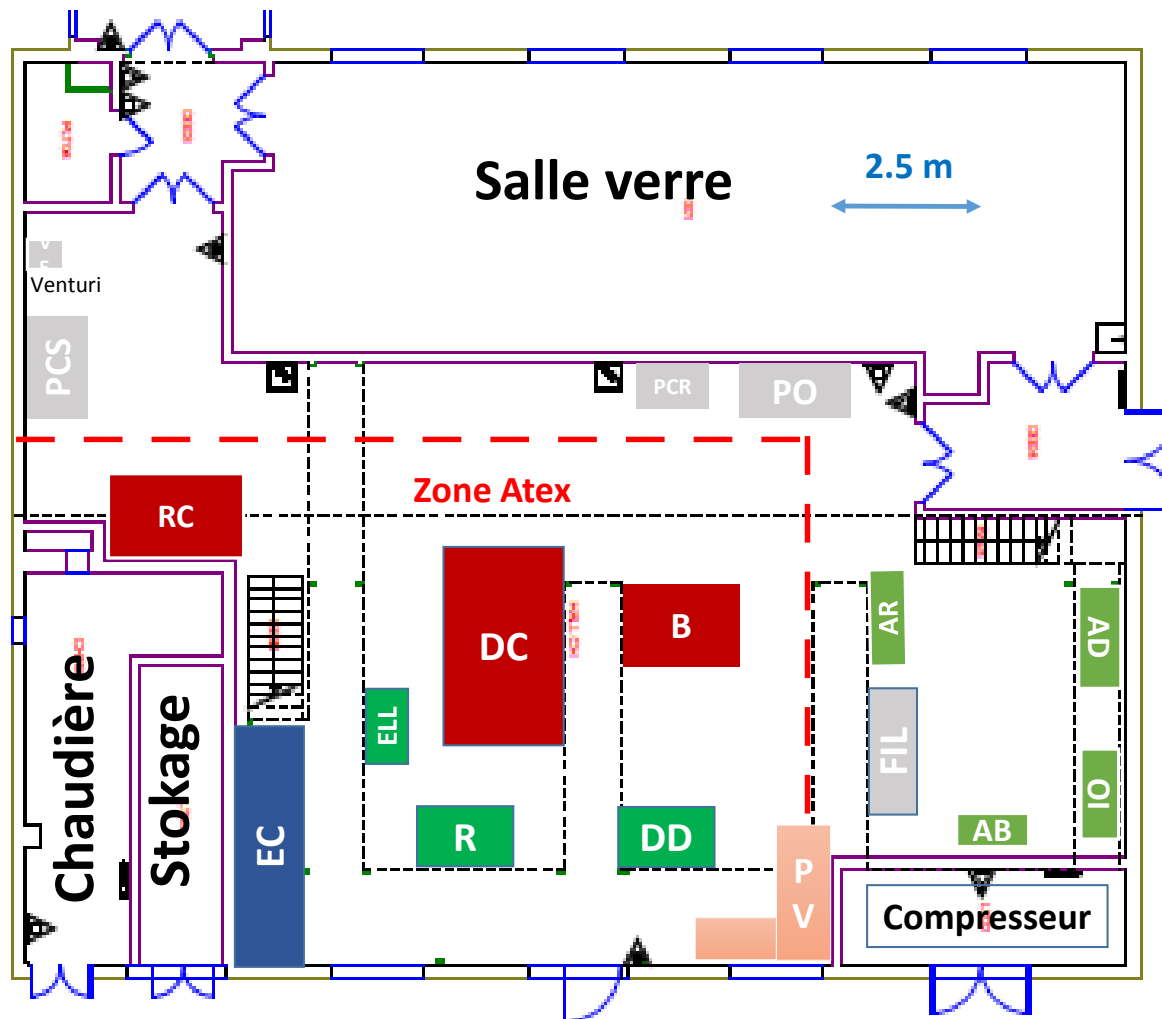 Salle verre
2.5 m
Venturi
PCS
PCR
PO
Zone Atex
RC
DC
B
AR
AD
ELL
FIL
OI
Chaudière
Stokage
EC
R
DD
AB
P
V
Compresseur